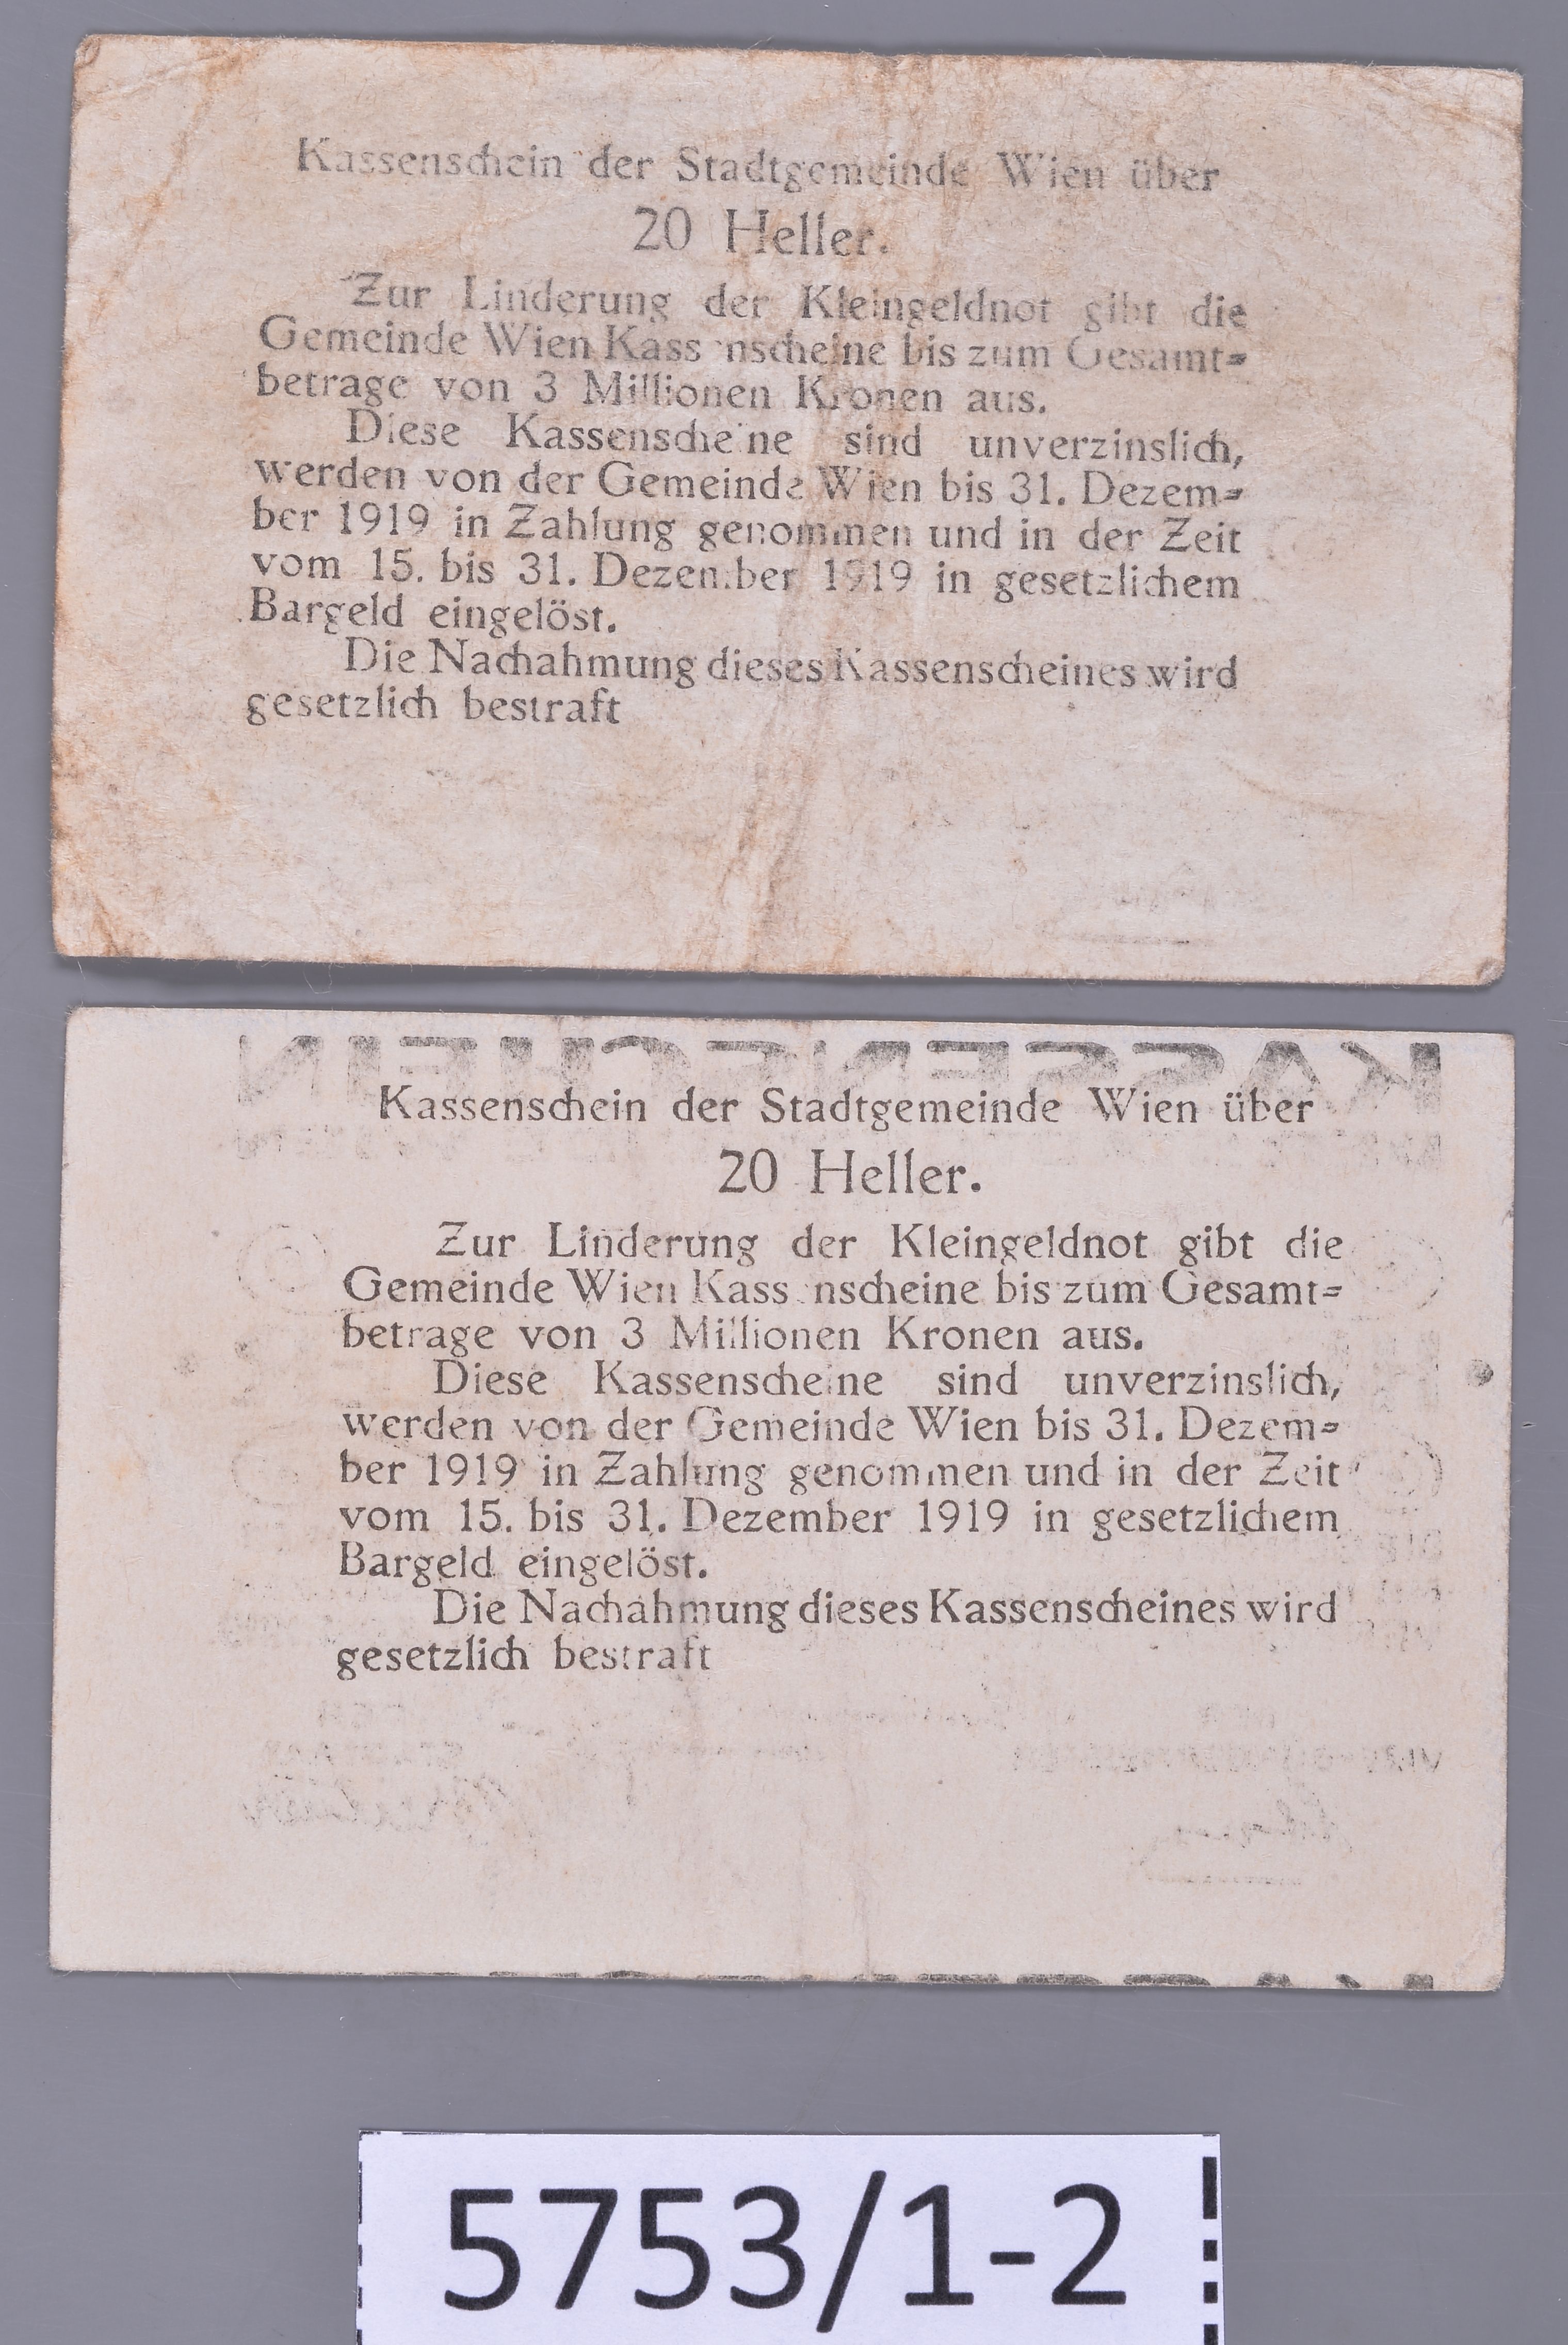 Kassenschein der Stadtgemeinde Wien über
20 Heller.
Zur Linderung der Kleingeldnot gibt die
Gemeinde Wien Kass nscheine bis zum Gesamt=
betrage von 3 Millionen Kronen aus.
Diese Kassenscheine sind unverzinslich,
werden von der Gemeinde Wien bis 31. Dezem=
ber 1919 in Zahlung genommen und in der Zeit
vom 15. bis 31. Dezember 1919 in gesetzlichem
Bargeld eingelöst.
Die Nachahmung dieses Kassenscheines wird
gesetzlich bestraft
KASSENSCHEIN
Kassenschein der Stadtgemeinde Wien über
20 Heller.
Zur Linderung der Kleingeldnot gibt die
Gemeinde Wien Kass nscheine bis zum Gesamt=
betrage von 3 Millionen Kronen aus.
Diese Kassenscheine sind unverzinslich,
werden von der Gemeinde Wien bis 31. Dezem=
ber 1919 in Zahlung genommen und in der Zeit
vom 15. bis 31. Dezember 1919 in gesetzlichem
Bargeld eingelöst.
Die Nachahmung dieses Kassenscheines wird
gesetzlich bestraft
5753/1-2